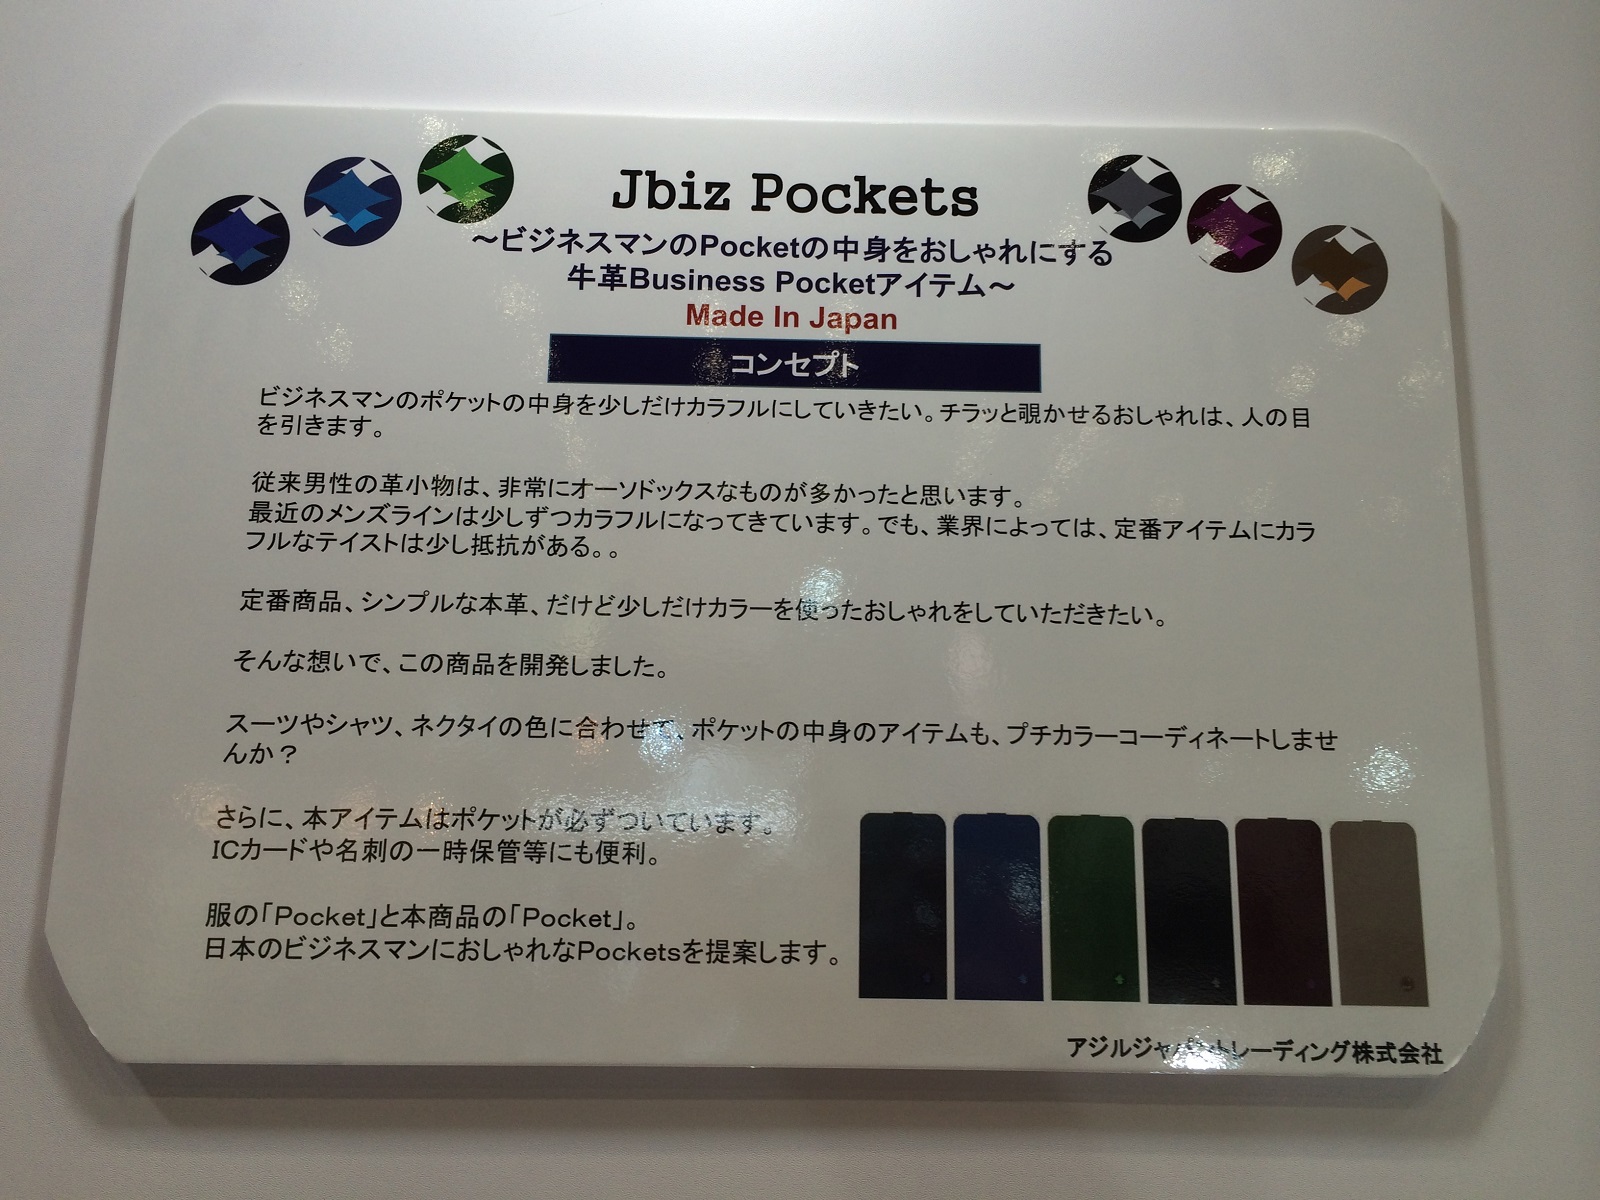 Jbiz Pockets
～ビジネスマンのPocketの中身をおしゃれにする
牛革Business Pocketアイテム～
Made In Japan
コンセプト
ビジネスマンのポケットの中身を少しだけカラフルにしていきたい。チラッと覗かせるおしゃれは、人の目
を引きます。
従来男性の革小物は、非常にオーソドックスなものが多かったと思います。
最近のメンズラインは少しずつカラフルになってきています。でも、業界によっては、定番アイテムにカラ
フルなテイストは少し抵抗がある。。
定番商品、シンプルな本革、だけど少しだけカラーを使ったおしゃれをしていただきたい。
そんな想いで、この商品を開発しました。
スーツやシャツ、ネクタイの色に合わせて、ポケットの中身のアイテムも、プチカラーコーディネートしませ
んか？
さらに、本アイテムはポケットが必ずついています。
ICカードや名刺の一時保管等にも便利。
服の「Pocket」と本商品の「Pocket」。
日本のビジネスマンにおしゃれなPocketsを提案します。
アジルジャパントレーディング株式会社